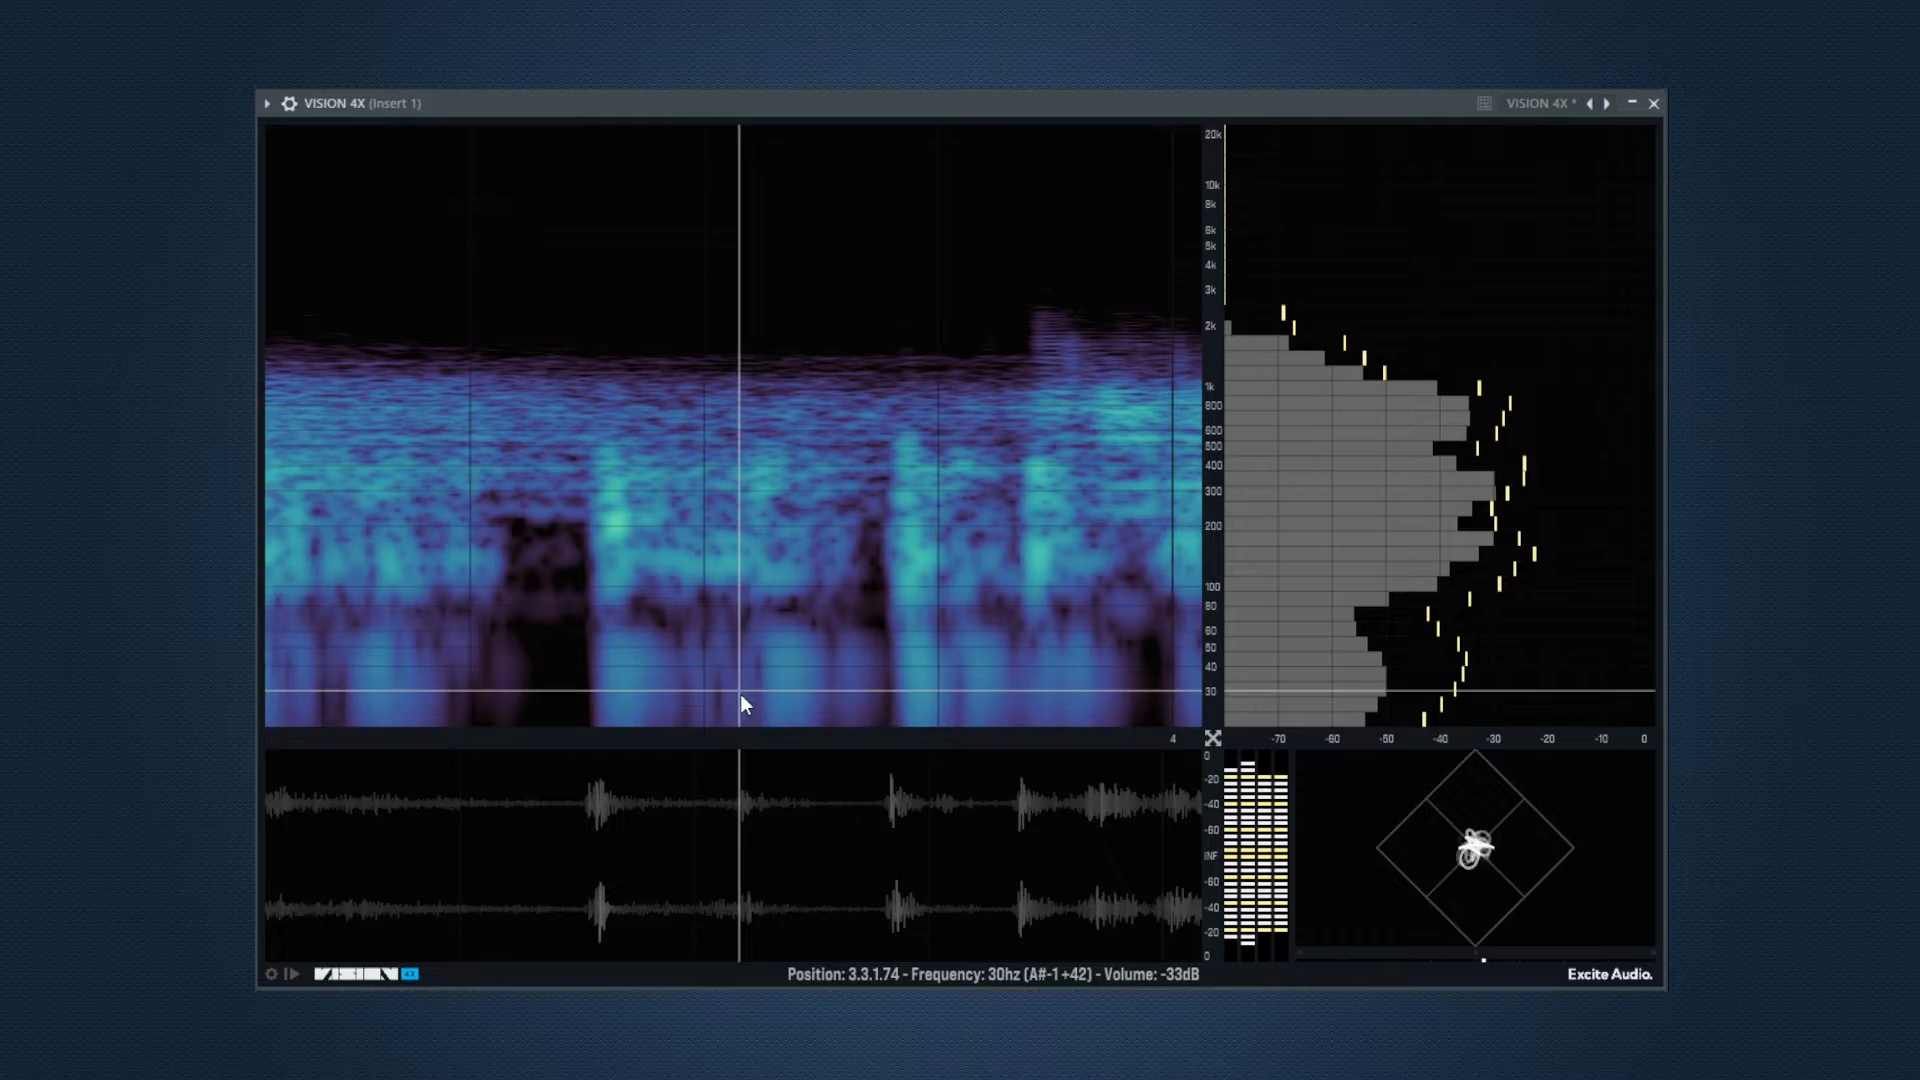 VISION 4X (Insert 1)
VISION 4X *
20k
10k
8k
6k
5k
4k
3k
2k
1k
800
600
500
400
300
200
100
80
60
50
40
30
4
-70 -60 -50 -40 -30 -20 -10 0
0
-20
-40
-60
INF
-60
-40
-20
0
VISION 4X
Position: 3.3.1.74 - Frequency: 30hz (A#-1 +42) - Volume: -33dB
Excite Audio.